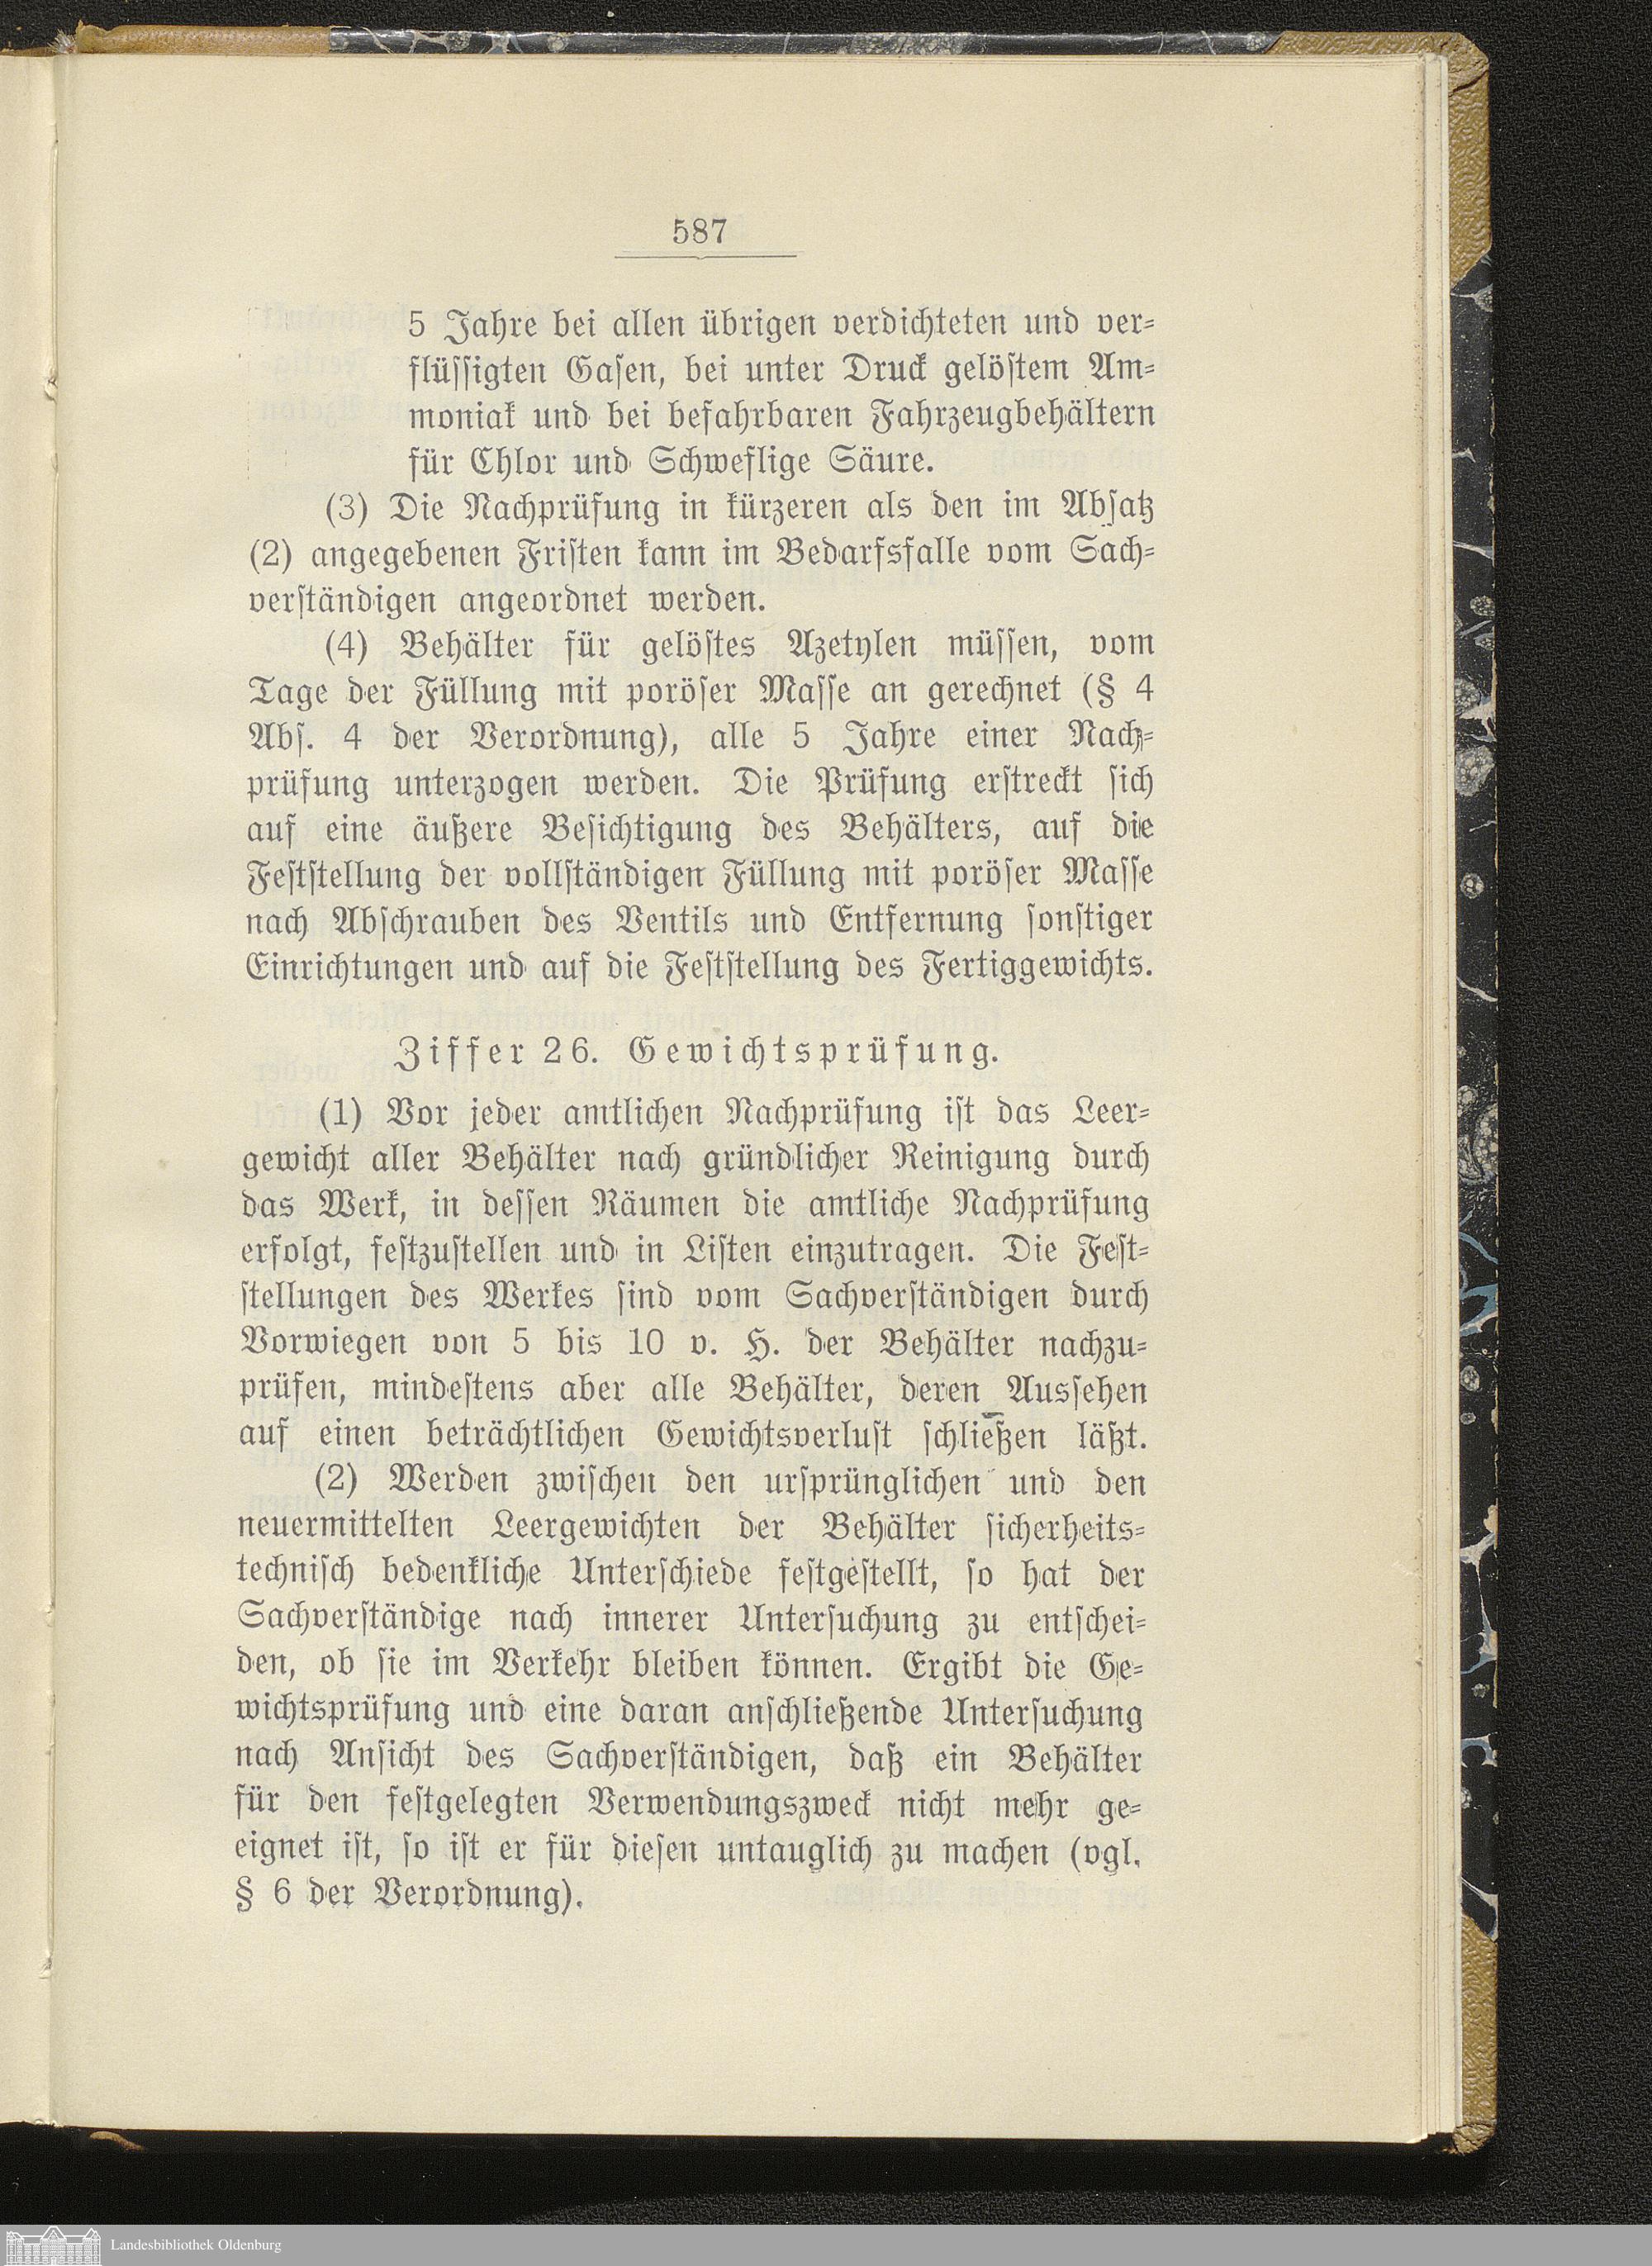 587
5 Jahre bei allen übrigen verdichteten und ver-
flüssigten Gasen, bei unter Druck gelöstem Am-
moniak und bei befahrbaren Fahrzeugbehältern
für Chlor und Schweflige Säure.
(3) Die Nachprüfung in kürzeren als den im Absatz
(2) angegebenen Fristen kann im Bedarfsfalle vom Sach-
verständigen angeordnet werden.
(4) Behälter für gelöstes Azetylen müssen, vom
Tage der Füllung mit poröser Masse an gerechnet (§ 4
Abs. 4 der Verordnung), alle 5 Jahre einer Nach-
prüfung unterzogen werden. Die Prüfung erstreckt sich
auf eine äußere Besichtigung des Behälters, auf die
Feststellung der vollständigen Füllung mit poröser Masse
nach Abschrauben des Ventils und Entfernung sonstiger
Einrichtungen und auf die Feststellung des Fertiggewichts.
Ziffer 26. Gewichtsprüfung.
(1) Vor jeder amtlichen Nachprüfung ist das Leer-
gewicht aller Behälter nach gründlicher Reinigung durch
das Werk, in dessen Räumen die amtliche Nachprüfung
erfolgt, festzustellen und in Listen einzutragen. Die Fest-
stellungen des Werkes sind vom Sachverständigen durch
Vorwiegen von 5 bis 10 v. H. der Behälter nachzu-
prüfen, mindestens aber alle Behälter, deren Aussehen
auf einen beträchtlichen Gewichtsverlust schließen läßt.
(2) Werden zwischen den ursprünglichen und den
neuermittelten Leergewichten der Behälter sicherheits-
technisch bedenkliche Unterschiede festgestellt, so hat der
Sachverständige nach innerer Untersuchung zu entschei-
den, ob sie im Verkehr bleiben können. Ergibt die Ge-
wichtsprüfung und eine daran anschließende Untersuchung
nach Ansicht des Sachverständigen, daß ein Behälter
für den festgelegten Verwendungszweck nicht mehr ge-
eignet ist, so ist er für diesen untauglich zu machen (vgl.
§ 6 der Verordnung).
Landesbibliothek Oldenburg